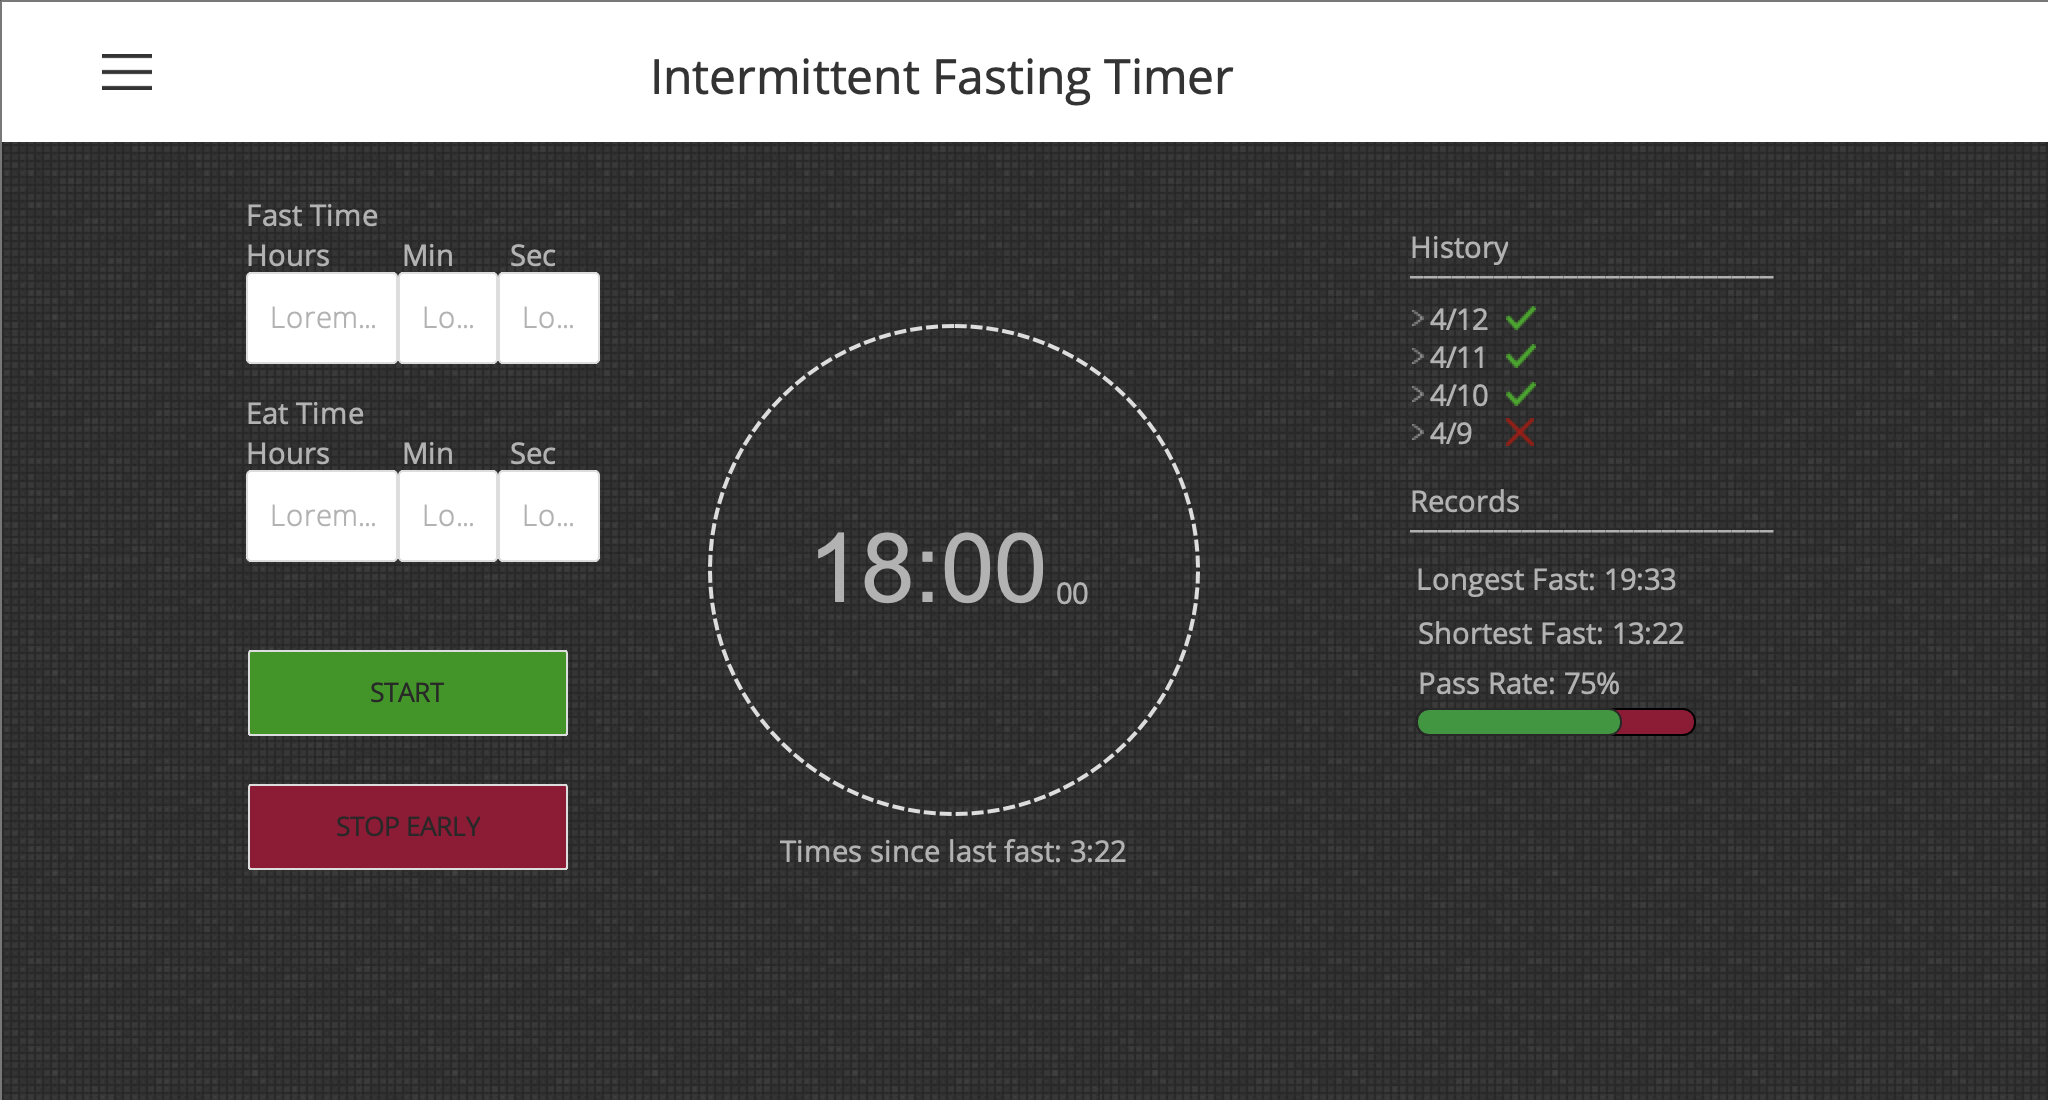 Intermittent Fasting Timer
Fast Time
Hours Min Sec
Lorem... Lo... Lo...
Eat Time
Hours Min Sec
Lorem... Lo... Lo...
START
STOP EARLY
18:00 00
Times since last fast: 3:22
History
> 4/12
> 4/11
> 4/10
> 4/9
Records
Longest Fast: 19:33
Shortest Fast: 13:22
Pass Rate: 75%